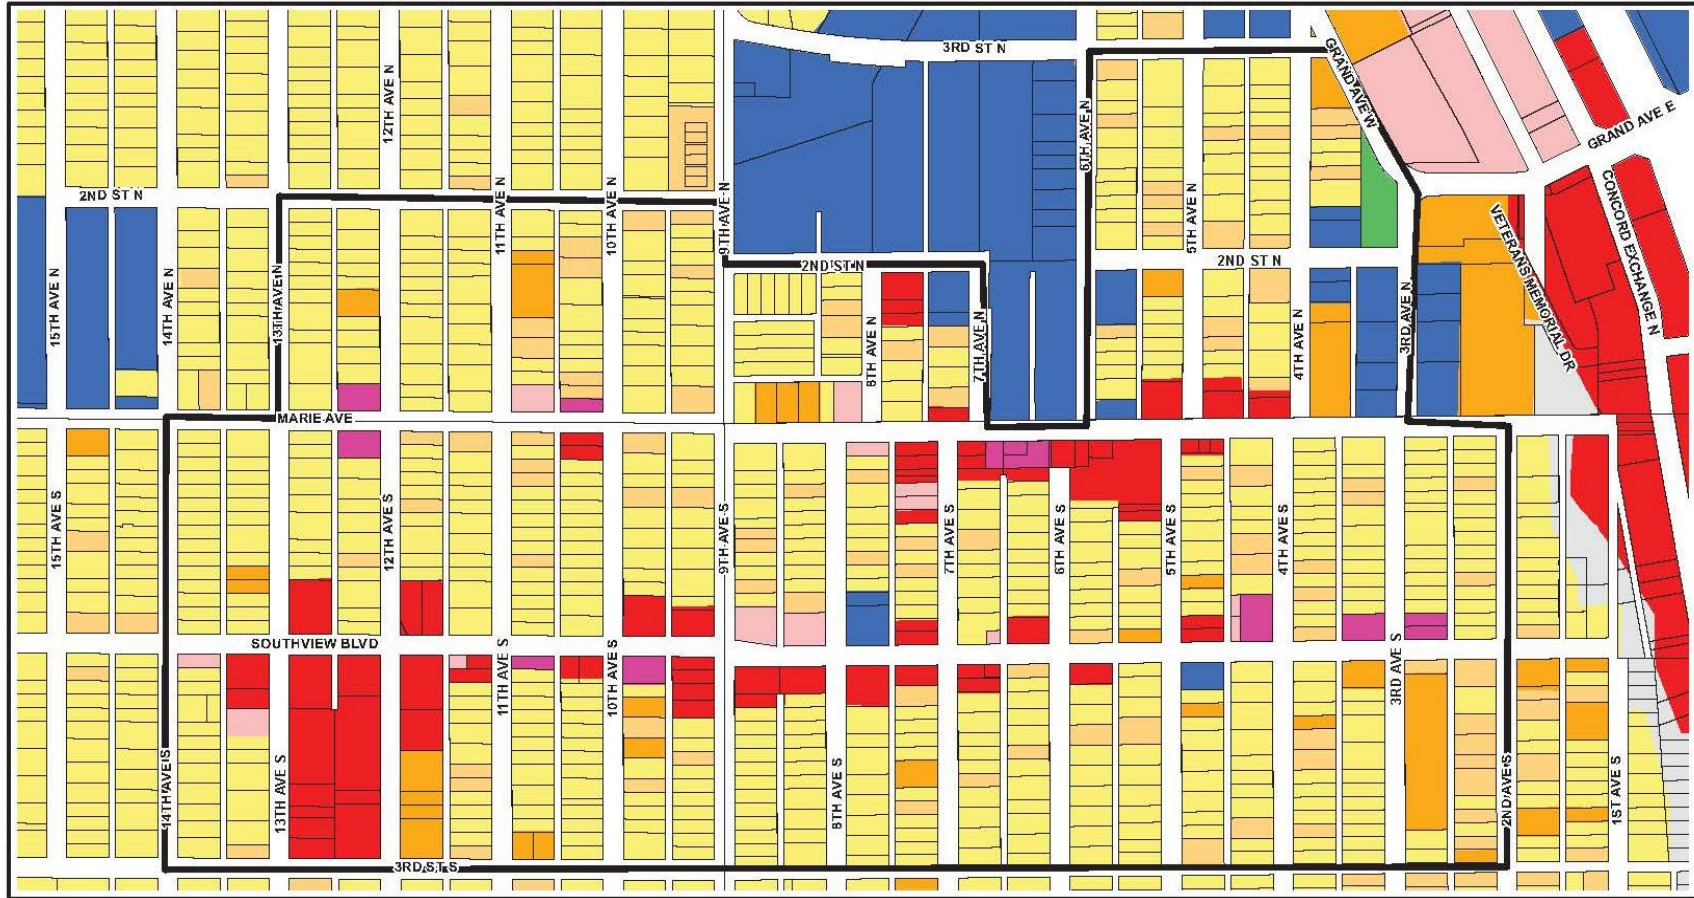 3RD ST N
GRAND AVE W
GRAND AVE E
12TH AVE N
6TH AVE N
2ND ST N
11TH AVE N
10TH AVE N
9TH AVE N
5TH AVE N
CONCORD EXCHANGE N
VETERANS MEMORIAL DR
2ND ST N
2ND ST N
15TH AVE N
14TH AVE N
13TH AVE N
8TH AVE N
7TH AVE N
4TH AVE N
3RD AVE N
MARIE AVE
15TH AVE S
12TH AVE S
9TH AVE S
7TH AVE S
6TH AVE S
5TH AVE S
4TH AVE S
SOUTHVIEW BLVD
11TH AVE S
10TH AVE S
3RD AVE S
14TH AVE S
13TH AVE S
8TH AVE S
2ND AVE S
1ST AVE S
3RD ST S